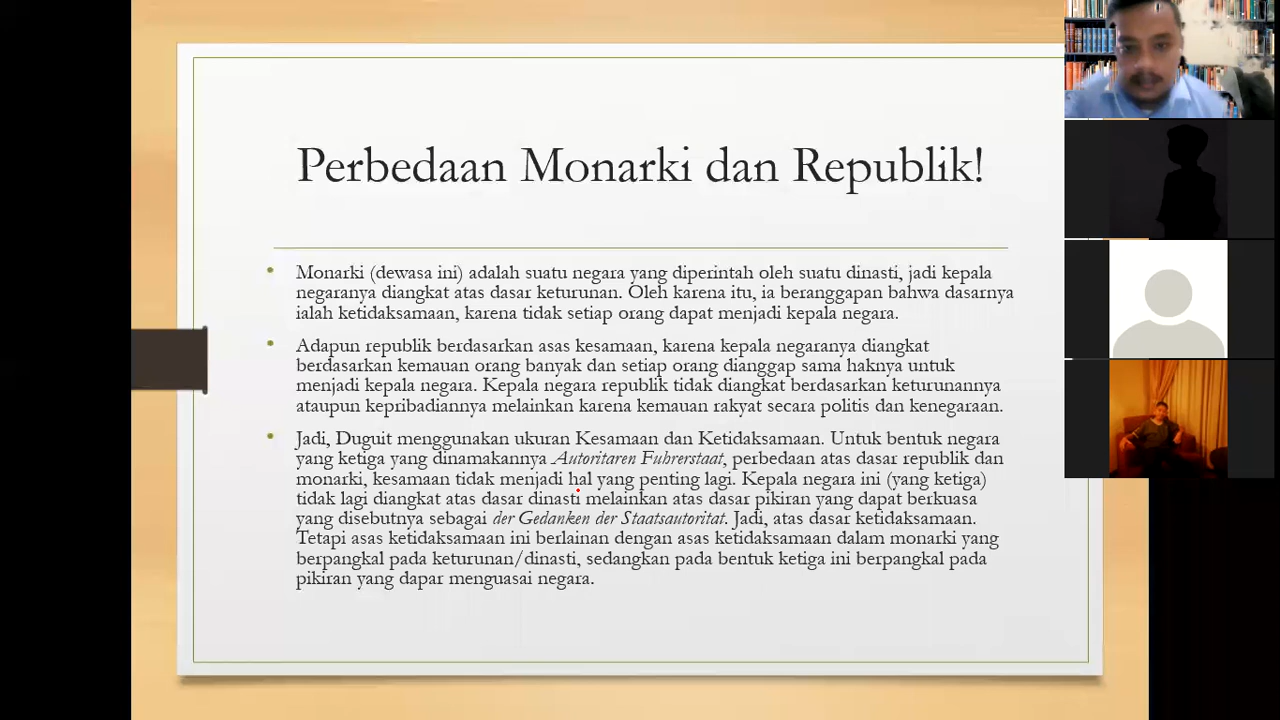 Perbedaan Monarki dan Republik!
Monarki (dewasa ini) adalah suatu negara yang diperintah oleh suatu dinasti, jadi kepala
negaranya diangkat atas dasar keturunan. Oleh karena itu, ia beranggapan bahwa dasarnya
ialah ketidaksamaan, karena tidak setiap orang dapat menjadi kepala negara.
Adapun republik berdasarkan asas kesamaan, karena kepala negaranya diangkat
berdasarkan kemauan orang banyak dan setiap orang dianggap sama haknya untuk
menjadi kepala negara. Kepala negara republik tidak diangkat berdasarkan keturunannya
ataupun kepribadiannya melainkan karena kemauan rakyat secara politis dan kenegaraan.
Jadi, Duguit menggunakan ukuran Kesamaan dan Ketidaksamaan. Untuk bentuk negara
yang ketiga yang dinamakannya Autoritaren Fuhrerstaat, perbedaan atas dasar republik dan
monarki, kesamaan tidak menjadi hal yang penting lagi. Kepala negara ini (yang ketiga)
tidak lagi diangkat atas dasar dinasti melainkan atas dasar pikiran yang dapat berkuasa
yang disebutnya sebagai der Gedanken der Staatsautoritat. Jadi, atas dasar ketidaksamaan.
Tetapi asas ketidaksamaan ini berlainan dengan asas ketidaksamaan dalam monarki yang
berpangkal pada keturunan/dinasti, sedangkan pada bentuk ketiga ini berpangkal pada
pikiran yang dapar menguasai negara.